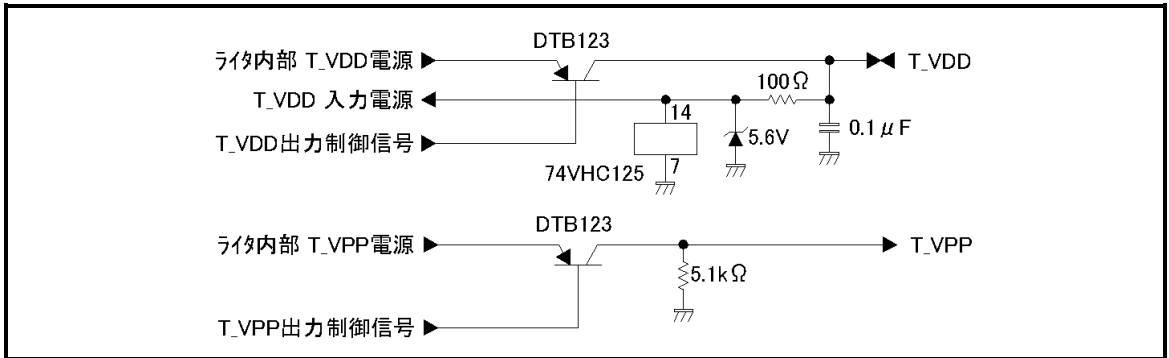 DTB123
ﾗｲﾀ内部 T_VDD電源
T_VDD
100Ω
T_VDD 入力電源
14
0.1μF
5.6V
T_VDD出力制御信号
7
74VHC125
DTB123
ﾗｲﾀ内部 T_VPP電源
T_VPP
5.1kΩ
T_VPP出力制御信号